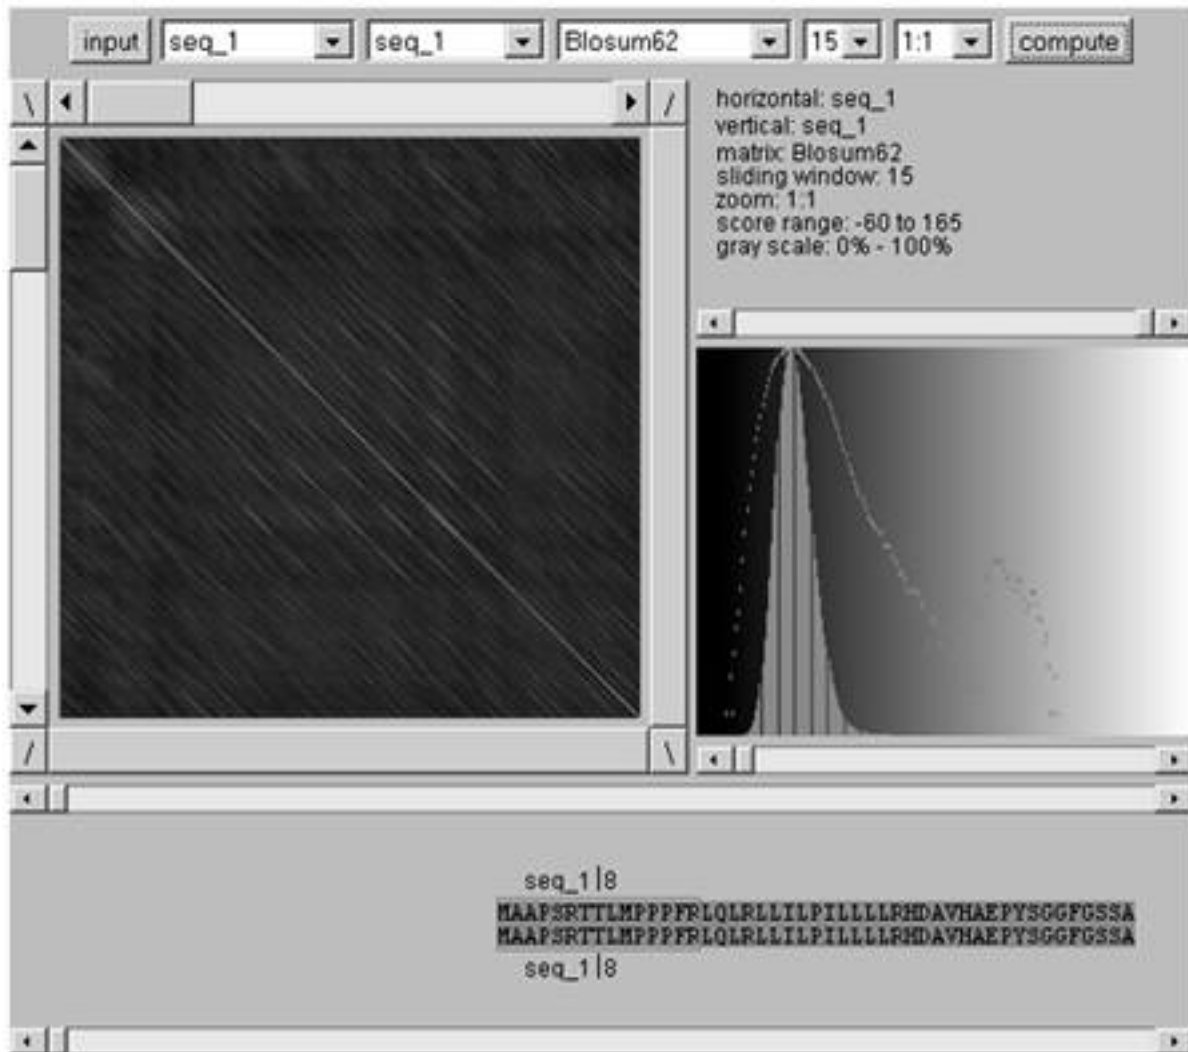 input seq_1 seq_1 Blosum62 15 1:1 compute
\ /
horizontal: seq_1
vertical: seq_1
matrix: Blosum62
sliding window: 15
zoom: 1:1
score range: -60 to 165
gray scale: 0% - 100%
/ \
seq_1|8
MAAPSRTTLMPPPFRLQLRLLILPILLLLRHDAVHAEPYSGGFGSSA
MAAPSRTTLMPPPFRLQLRLLILPILLLLRHDAVHAEPYSGGFGSSA
seq_1|8